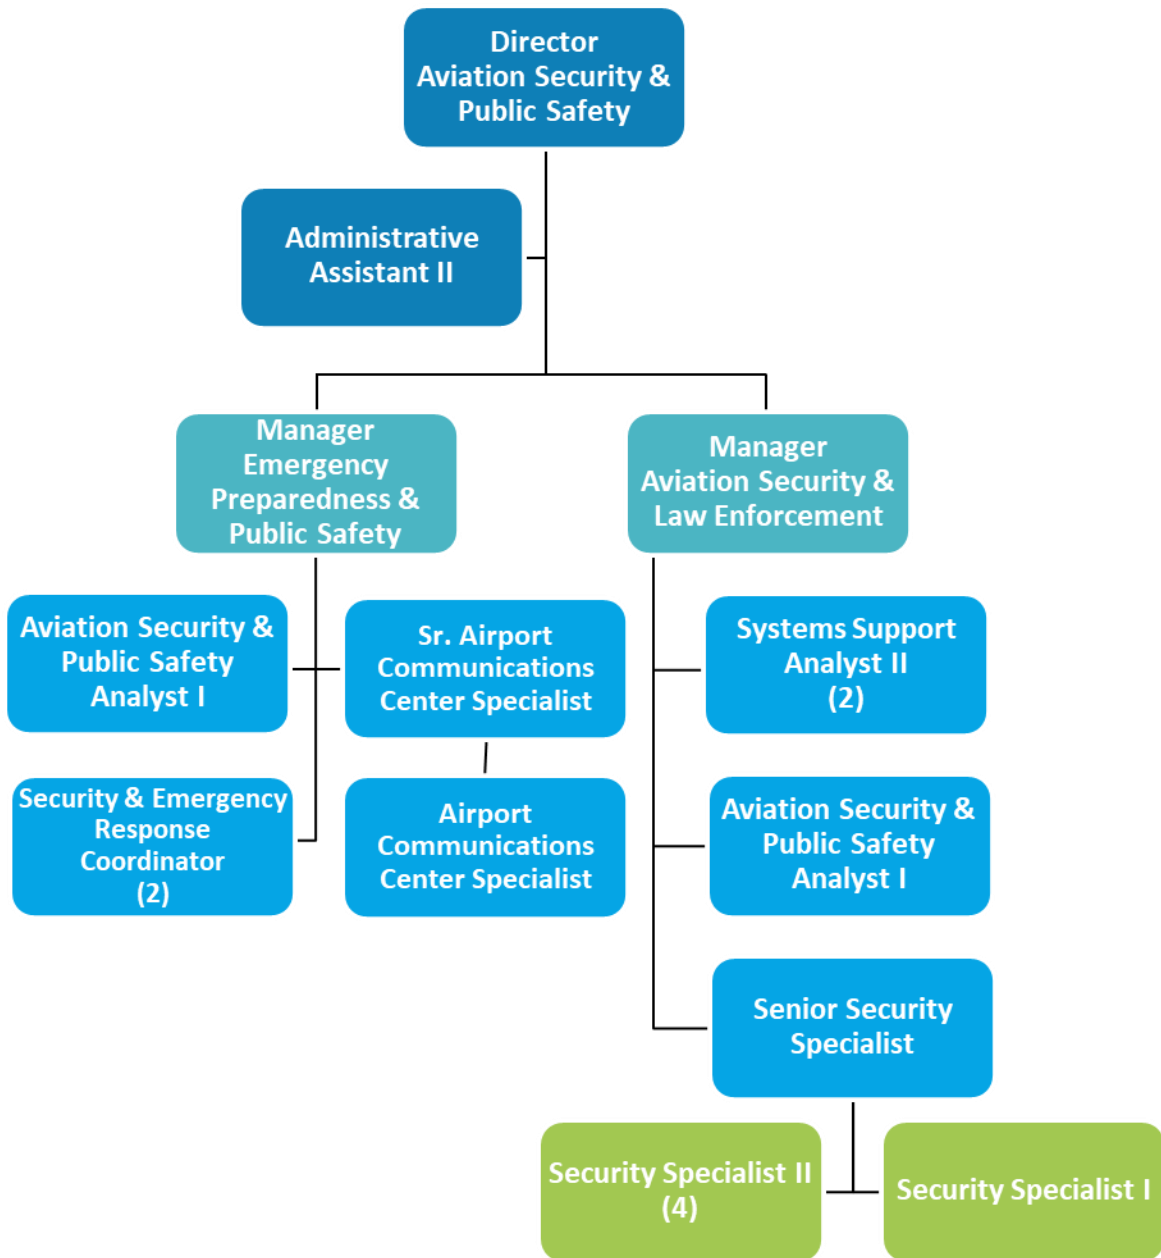 Director
Aviation Security &
Public Safety
Administrative
Assistant II
Manager
Emergency
Preparedness &
Public Safety
Manager
Aviation Security &
Law Enforcement
Aviation Security &
Public Safety
Analyst I
Sr. Airport
Communications
Center Specialist
Systems Support
Analyst II
(2)
Security & Emergency
Response
Coordinator
(2)
Airport
Communications
Center Specialist
Aviation Security &
Public Safety
Analyst I
Senior Security
Specialist
Security Specialist II
(4)
Security Specialist I